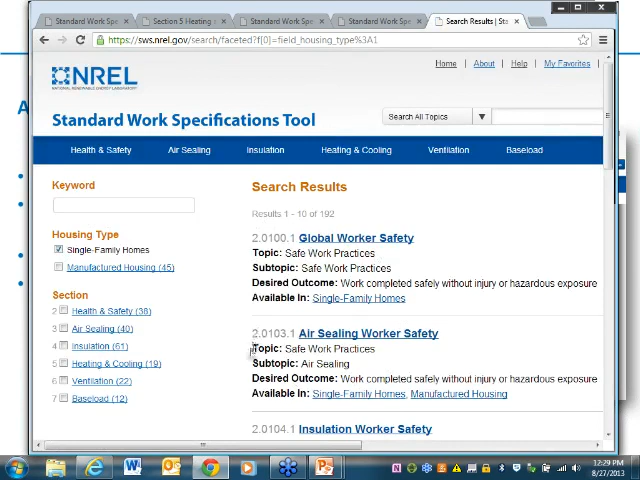 Standard Work Spe
Section 5 Heating
Standard Work Spe
Standard Work Spe
Search Results | St
https://sws.nrel.gov/search/faceted?f[0]=field_housing_type%3A1
NREL
NATIONAL RENEWABLE ENERGY LABORATORY
Home
About
Help
My Favorites
Standard Work Specifications Tool
Search All Topics
Health & Safety
Air Sealing
Insulation
Heating & Cooling
Ventilation
Baseload
Keyword
Housing Type
Single-Family Homes
Manufactured Housing (45)
Section
2 Health & Safety (38)
3 Air Sealing (40)
4 Insulation (61)
5 Heating & Cooling (19)
6 Ventilation (22)
7 Baseload (12)
Search Results
Results 1 - 10 of 192
2.0100.1 Global Worker Safety
Topic: Safe Work Practices
Subtopic: Safe Work Practices
Desired Outcome: Work completed safely without injury or hazardous exposure
Available In: Single-Family Homes
2.0103.1 Air Sealing Worker Safety
Topic: Safe Work Practices
Subtopic: Air Sealing
Desired Outcome: Work completed safely without injury or hazardous exposure
Available In: Single-Family Homes, Manufactured Housing
2.0104.1 Insulation Worker Safety
12:29 PM
8/27/2013